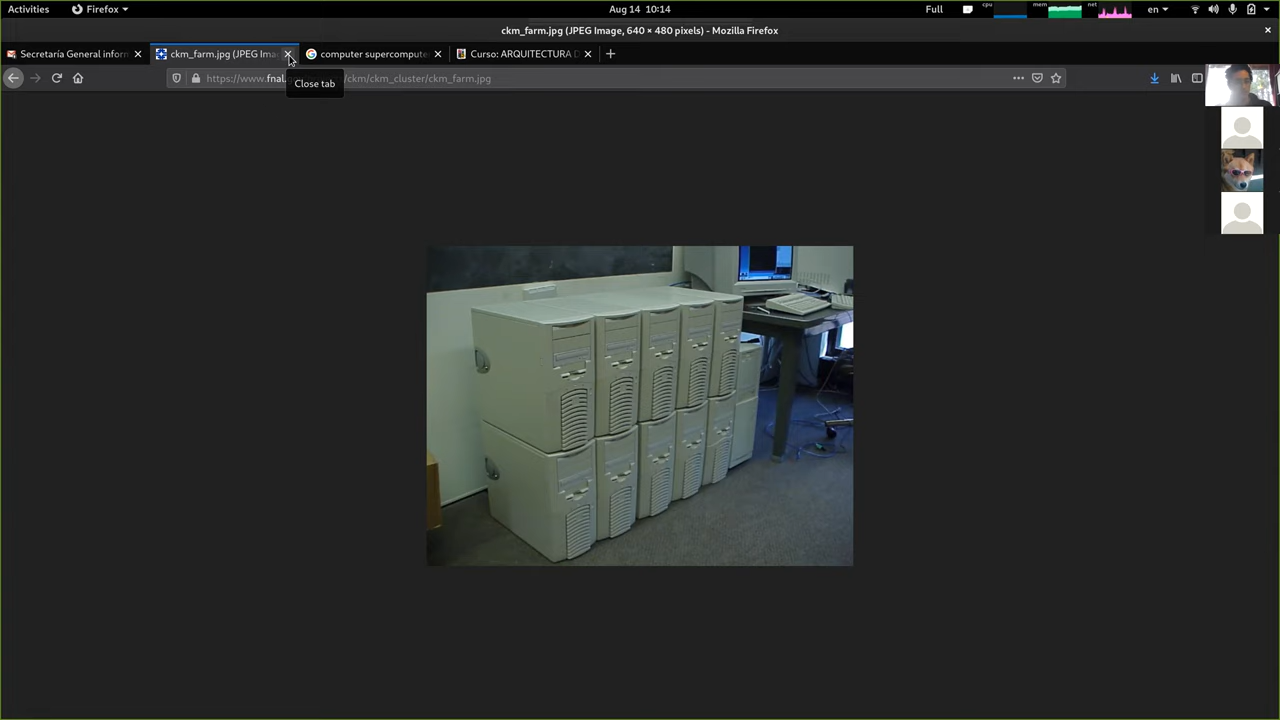 Activities Firefox Aug 14 10:14 Full cpu mem net en
ckm_farm.jpg (JPEG Image, 640 × 480 pixels) - Mozilla Firefox
Secretaría General inform ckm_farm.jpg (JPEG Ima computer supercompute Curso: ARQUITECTURA D
https://www.fnal. /ckm/ckm_cluster/ckm_farm.jpg
Close tab